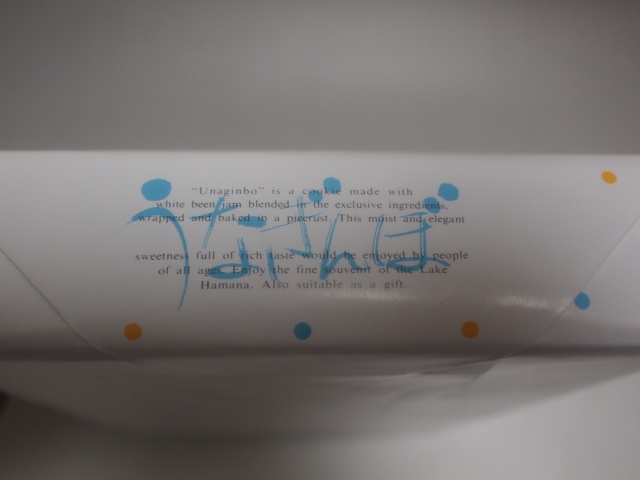 "Unaginbo" is a cookie made with
white been jam blended in the exclusive ingredients,
wrapped and baked in a piecrust. This moist and elegant
うなぎんぼ
sweetness full of rich taste would be enjoyed by people
of all ages. Enjoy the fine souvenir of the Lake
Hamana. Also suitable as a gift.